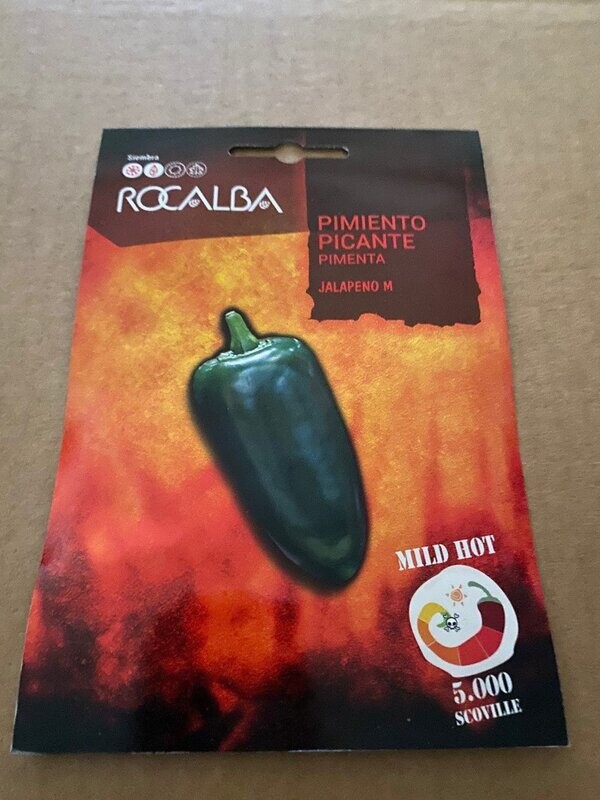 Siembra
ROCALBA
PIMIENTO
PICANTE
PIMENTA
JALAPENO M
MILD HOT
5.000
SCOVILLE